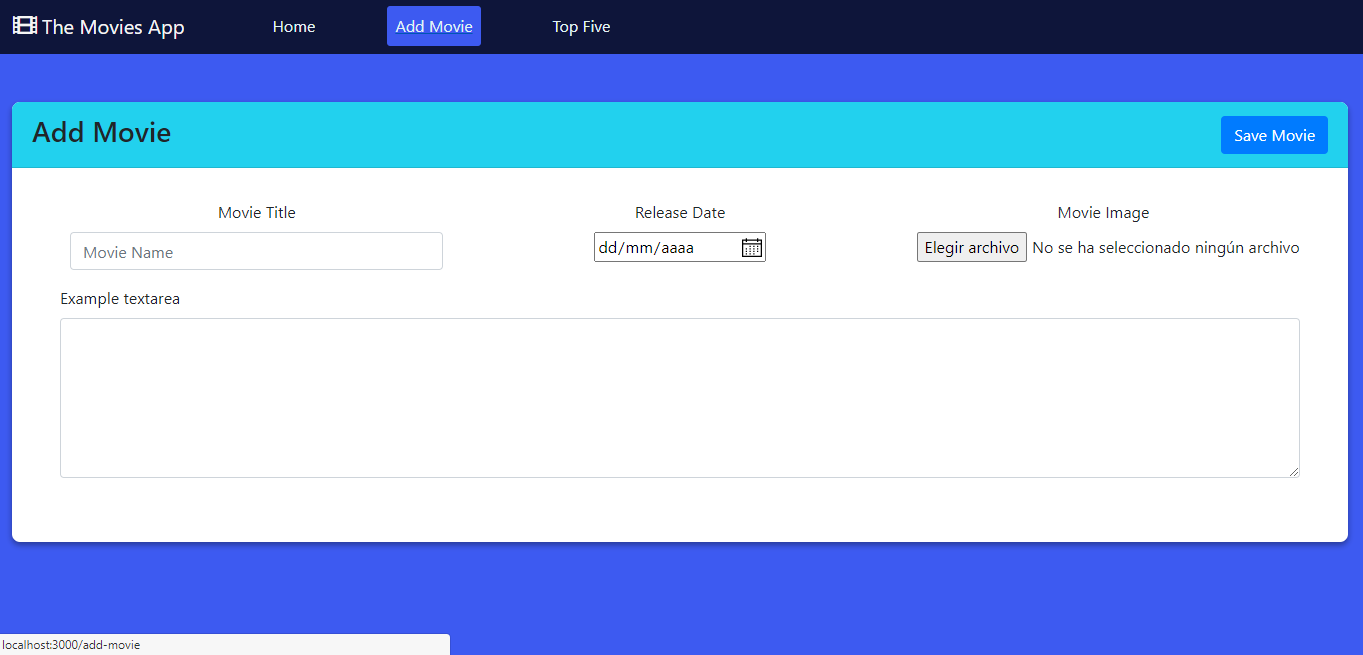 The Movies App Home Add Movie Top Five
Add Movie Save Movie
Movie Title Release Date Movie Image
Movie Name dd/mm/aaaa Elegir archivo No se ha seleccionado ningún archivo
Example textarea
localhost:3000/add-movie